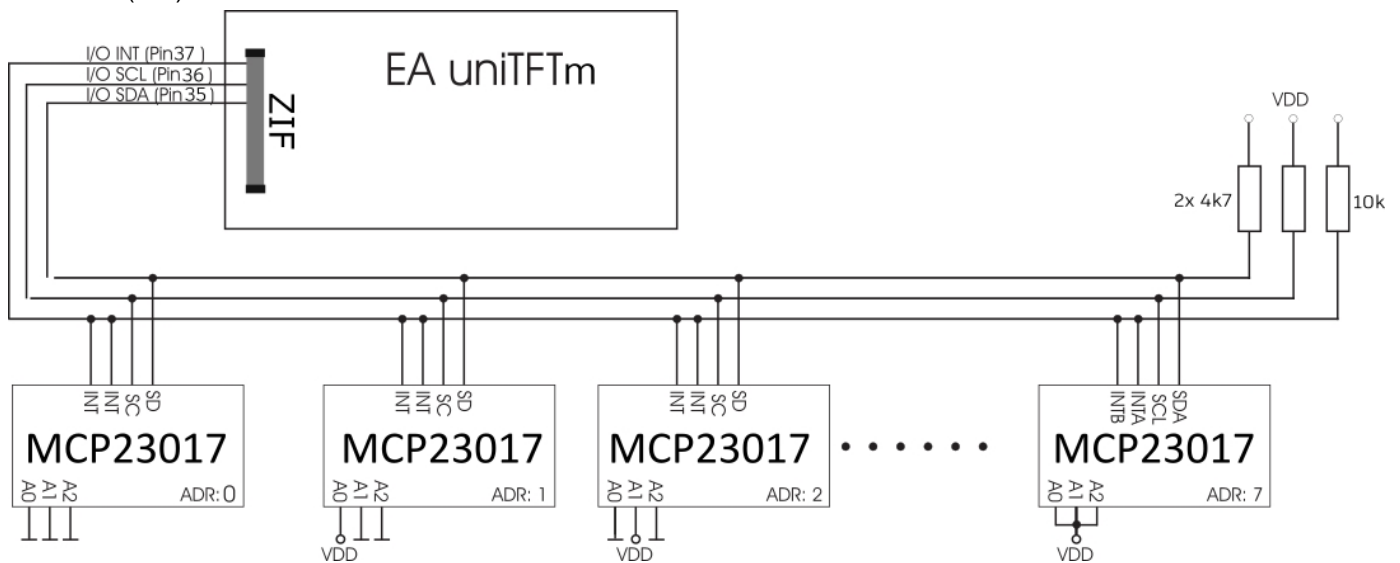 I/O INT (Pin37 )
I/O SCL (Pin36 )
I/O SDA (Pin35 )
ZIF
EA uniTFTm
VDD
2x 4k7
10k
INT INT SC SD
MCP23017
A0 A1 A2
ADR: 0
INT INT SC SD
MCP23017
A0 A1 A2
ADR: 1
VDD
INT INT SC SD
MCP23017
A0 A1 A2
ADR: 2
VDD
INTB INTA SCL SDA
MCP23017
A0 A1 A2
ADR: 7
VDD